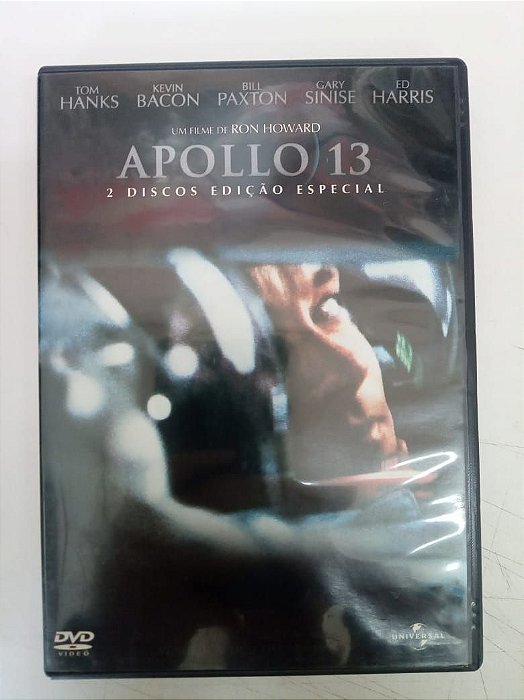 TOM HANKS KEVIN BACON BILL PAXTON GARY SINISE ED HARRIS
UM FILME DE RON HOWARD
APOLLO 13
2 DISCOS EDIÇÃO ESPECIAL
DVD VIDEO
UNIVERSAL